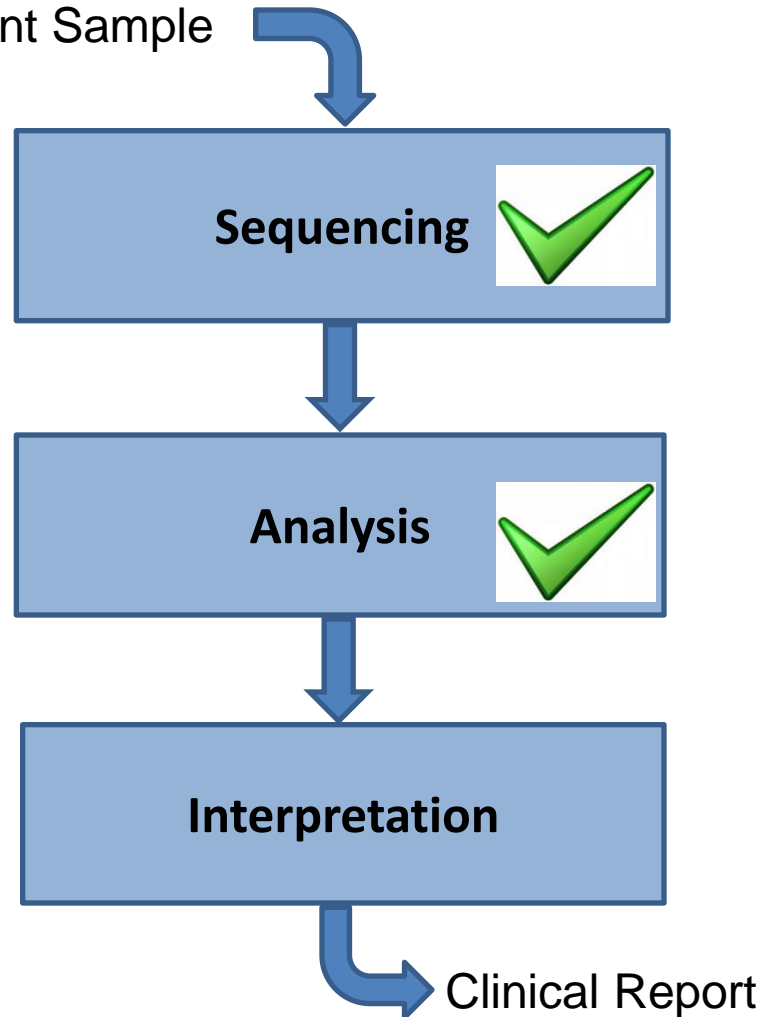 nt Sample
Sequencing
Analysis
Interpretation
Clinical Report